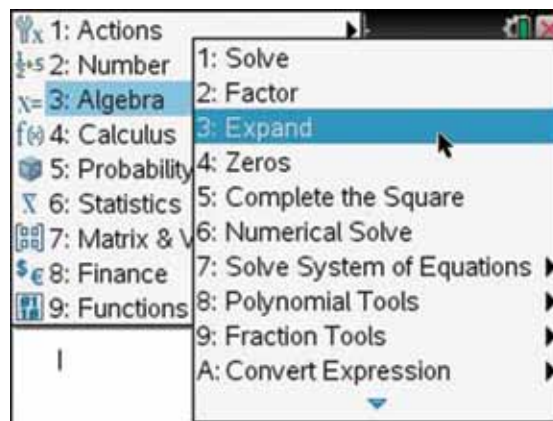 1: Actions
2: Number
3: Algebra
4: Calculus
5: Probability
6: Statistics
7: Matrix & V
8: Finance
9: Functions
1: Solve
2: Factor
3: Expand
4: Zeros
5: Complete the Square
6: Numerical Solve
7: Solve System of Equations
8: Polynomial Tools
9: Fraction Tools
A: Convert Expression